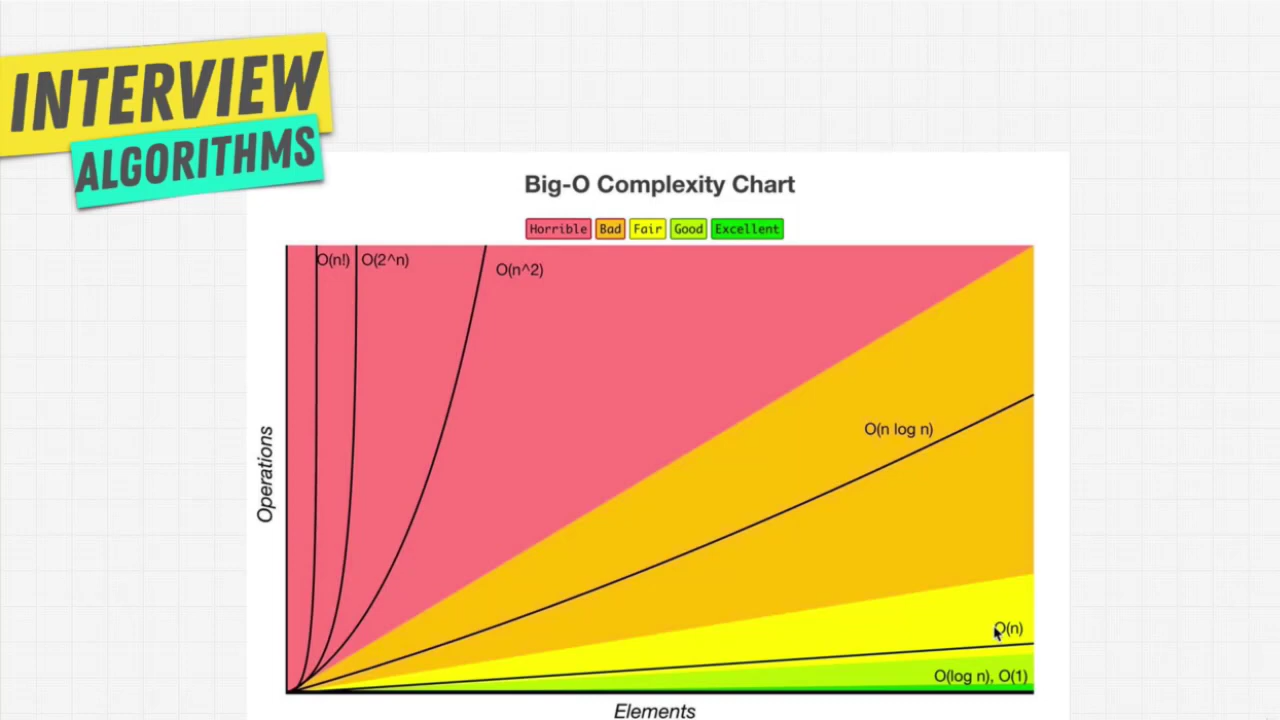 INTERVIEW
ALGORITHMS
Big-O Complexity Chart
Horrible Bad Fair Good Excellent
O(n!) O(2^n)
O(n^2)
O(n log n)
O(n)
O(log n), O(1)
Operations
Elements